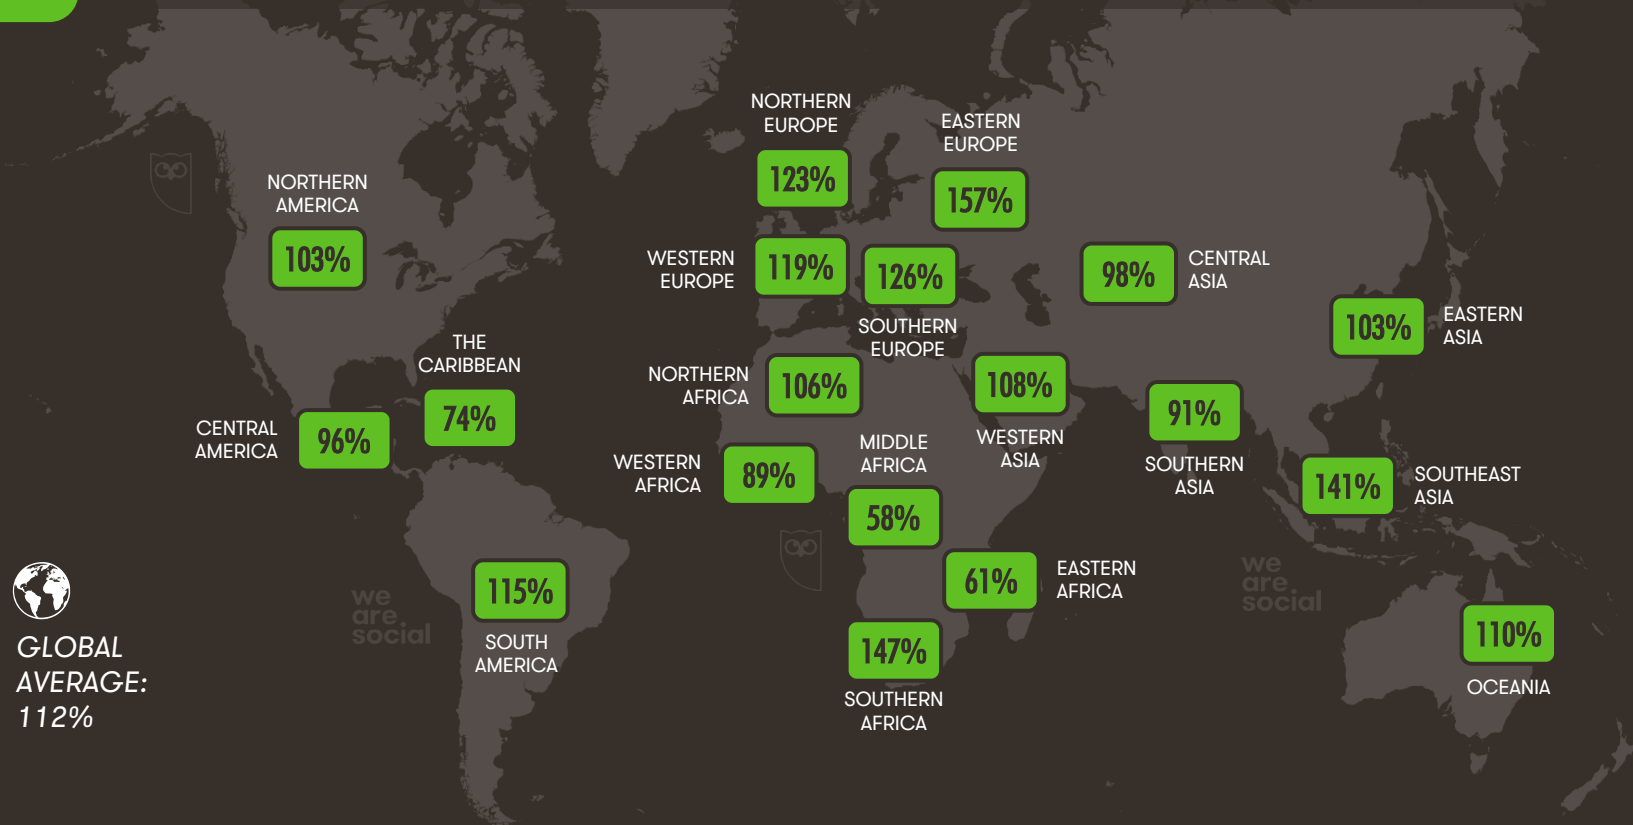 NORTHERN
AMERICA
103%
THE
CARIBBEAN
74%
CENTRAL
AMERICA
96%
115%
SOUTH
AMERICA
NORTHERN
EUROPE
123%
EASTERN
EUROPE
157%
WESTERN
EUROPE
119%
126%
SOUTHERN
EUROPE
98%
CENTRAL
ASIA
103%
EASTERN
ASIA
NORTHERN
AFRICA
106%
108%
WESTERN
ASIA
91%
SOUTHERN
ASIA
141%
SOUTHEAST
ASIA
WESTERN
AFRICA
89%
MIDDLE
AFRICA
58%
61%
EASTERN
AFRICA
147%
SOUTHERN
AFRICA
110%
OCEANIA
GLOBAL
AVERAGE:
112%
we
are
social
we
are
social